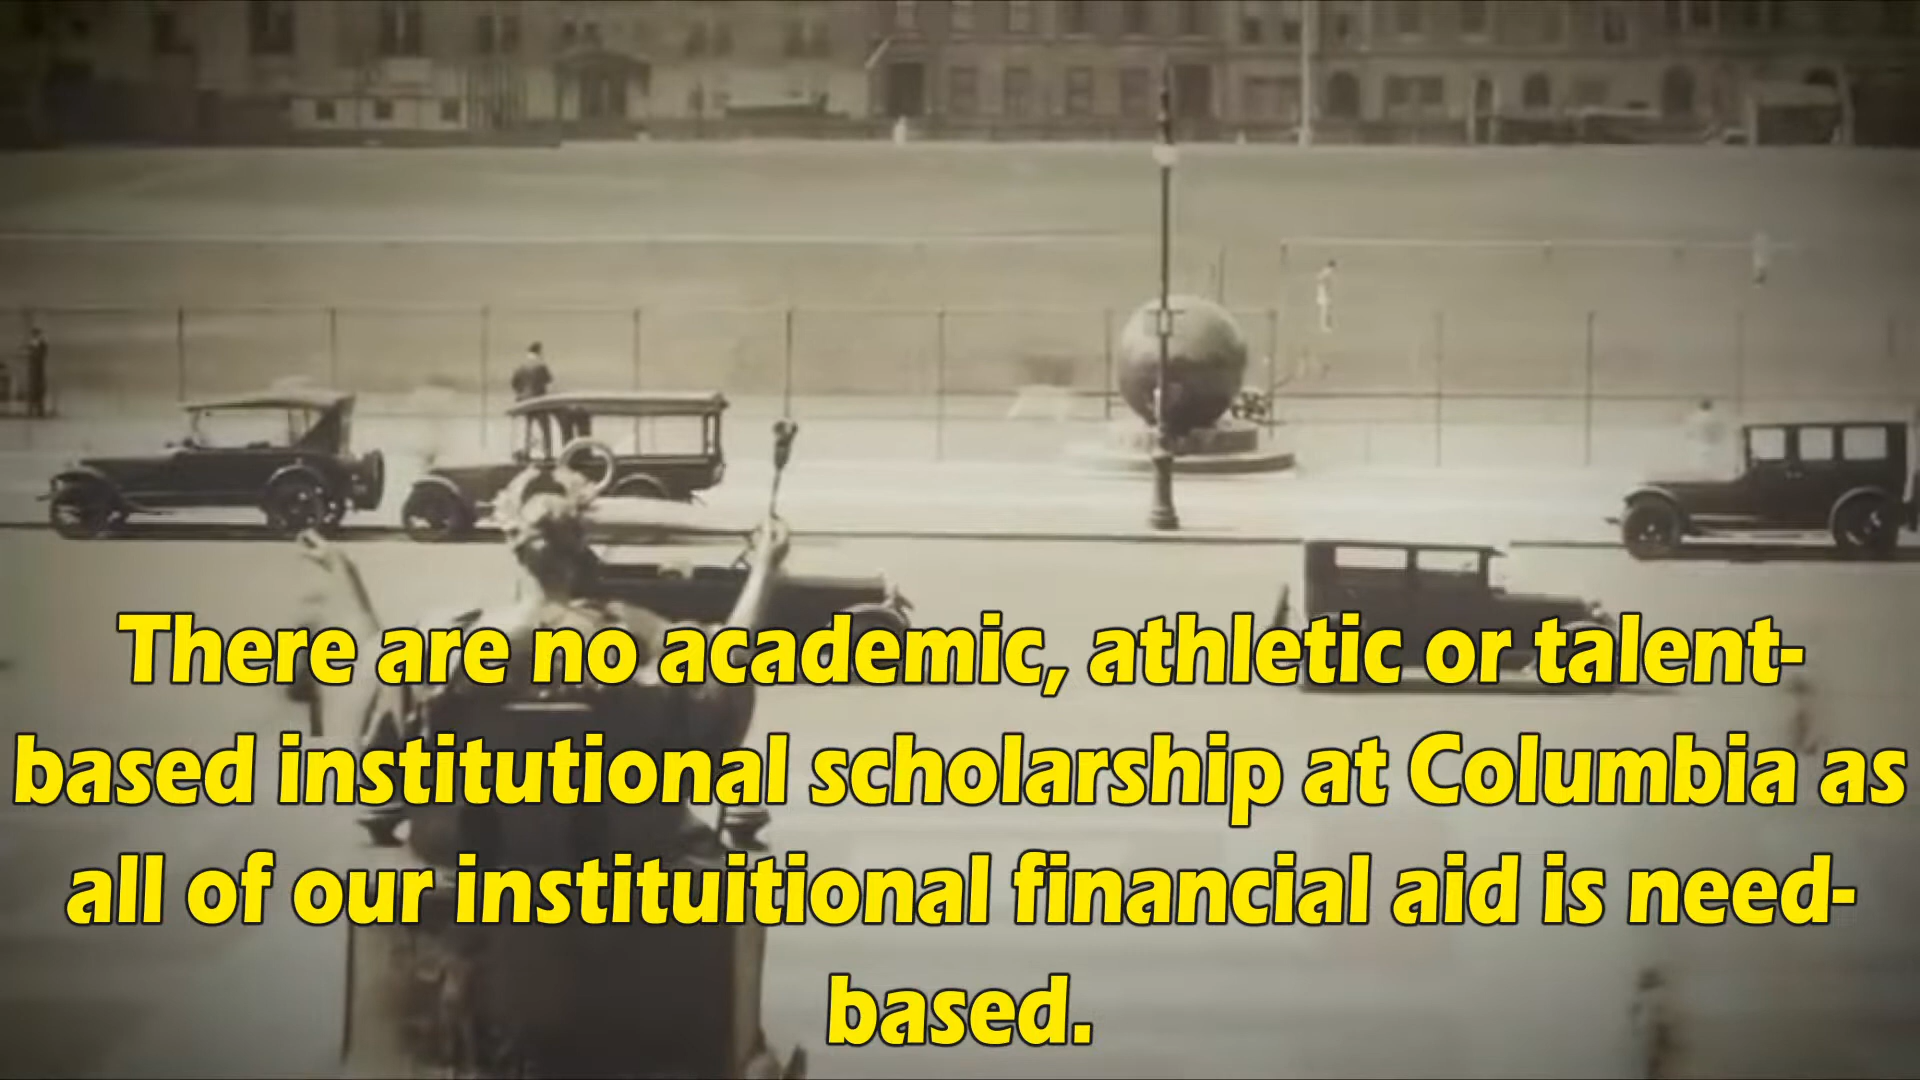 There are no academic, athletic or talent-
based institutional scholarship at Columbia as
all of our instituitional financial aid is need-
based.